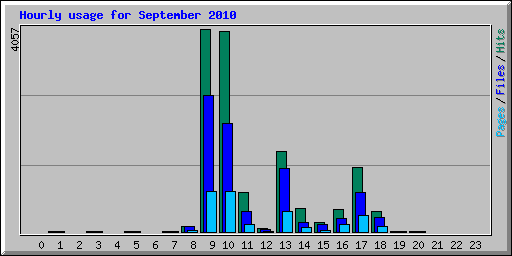 Hourly usage for September 2010
4057
Pages/Files/Hits
0 1 2 3 4 5 6 7 8 9 10 11 12 13 14 15 16 17 18 19 20 21 22 23